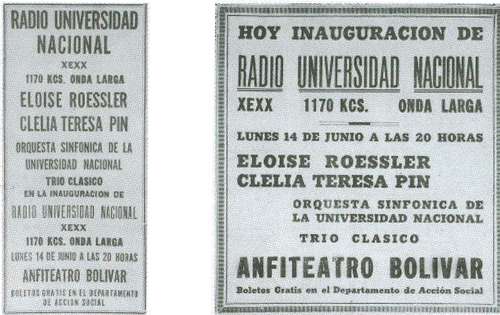 RADIO UNIVERSIDAD
NACIONAL
XEXX
1170 KCS. ONDA LARGA
ELOISE ROESSLER
CLELIA TERESA PIN
ORQUESTA SINFONICA DE LA
UNIVERSIDAD NACIONAL
TRIO CLASICO
EN LA INAUGURACION DE
RADIO UNIVERSIDAD NACIONAL
XEXX
1170 KCS. ONDA LARGA
LUNES 14 DE JUNIO A LAS 20 HORAS
ANFITEATRO BOLIVAR
BOLETOS GRATIS EN EL DEPARTAMENTO
DE ACCION SOCIAL
HOY INAUGURACION DE
RADIO UNIVERSIDAD NACIONAL
XEXX 1170 KCS. ONDA LARGA
LUNES 14 DE JUNIO A LAS 20 HORAS
ELOISE ROESSLER
CLELIA TERESA PIN
ORQUESTA SINFONICA DE
LA UNIVERSIDAD NACIONAL
TRIO CLASICO
ANFITEATRO BOLIVAR
Boletos Gratis en el Departamento de Acción Social